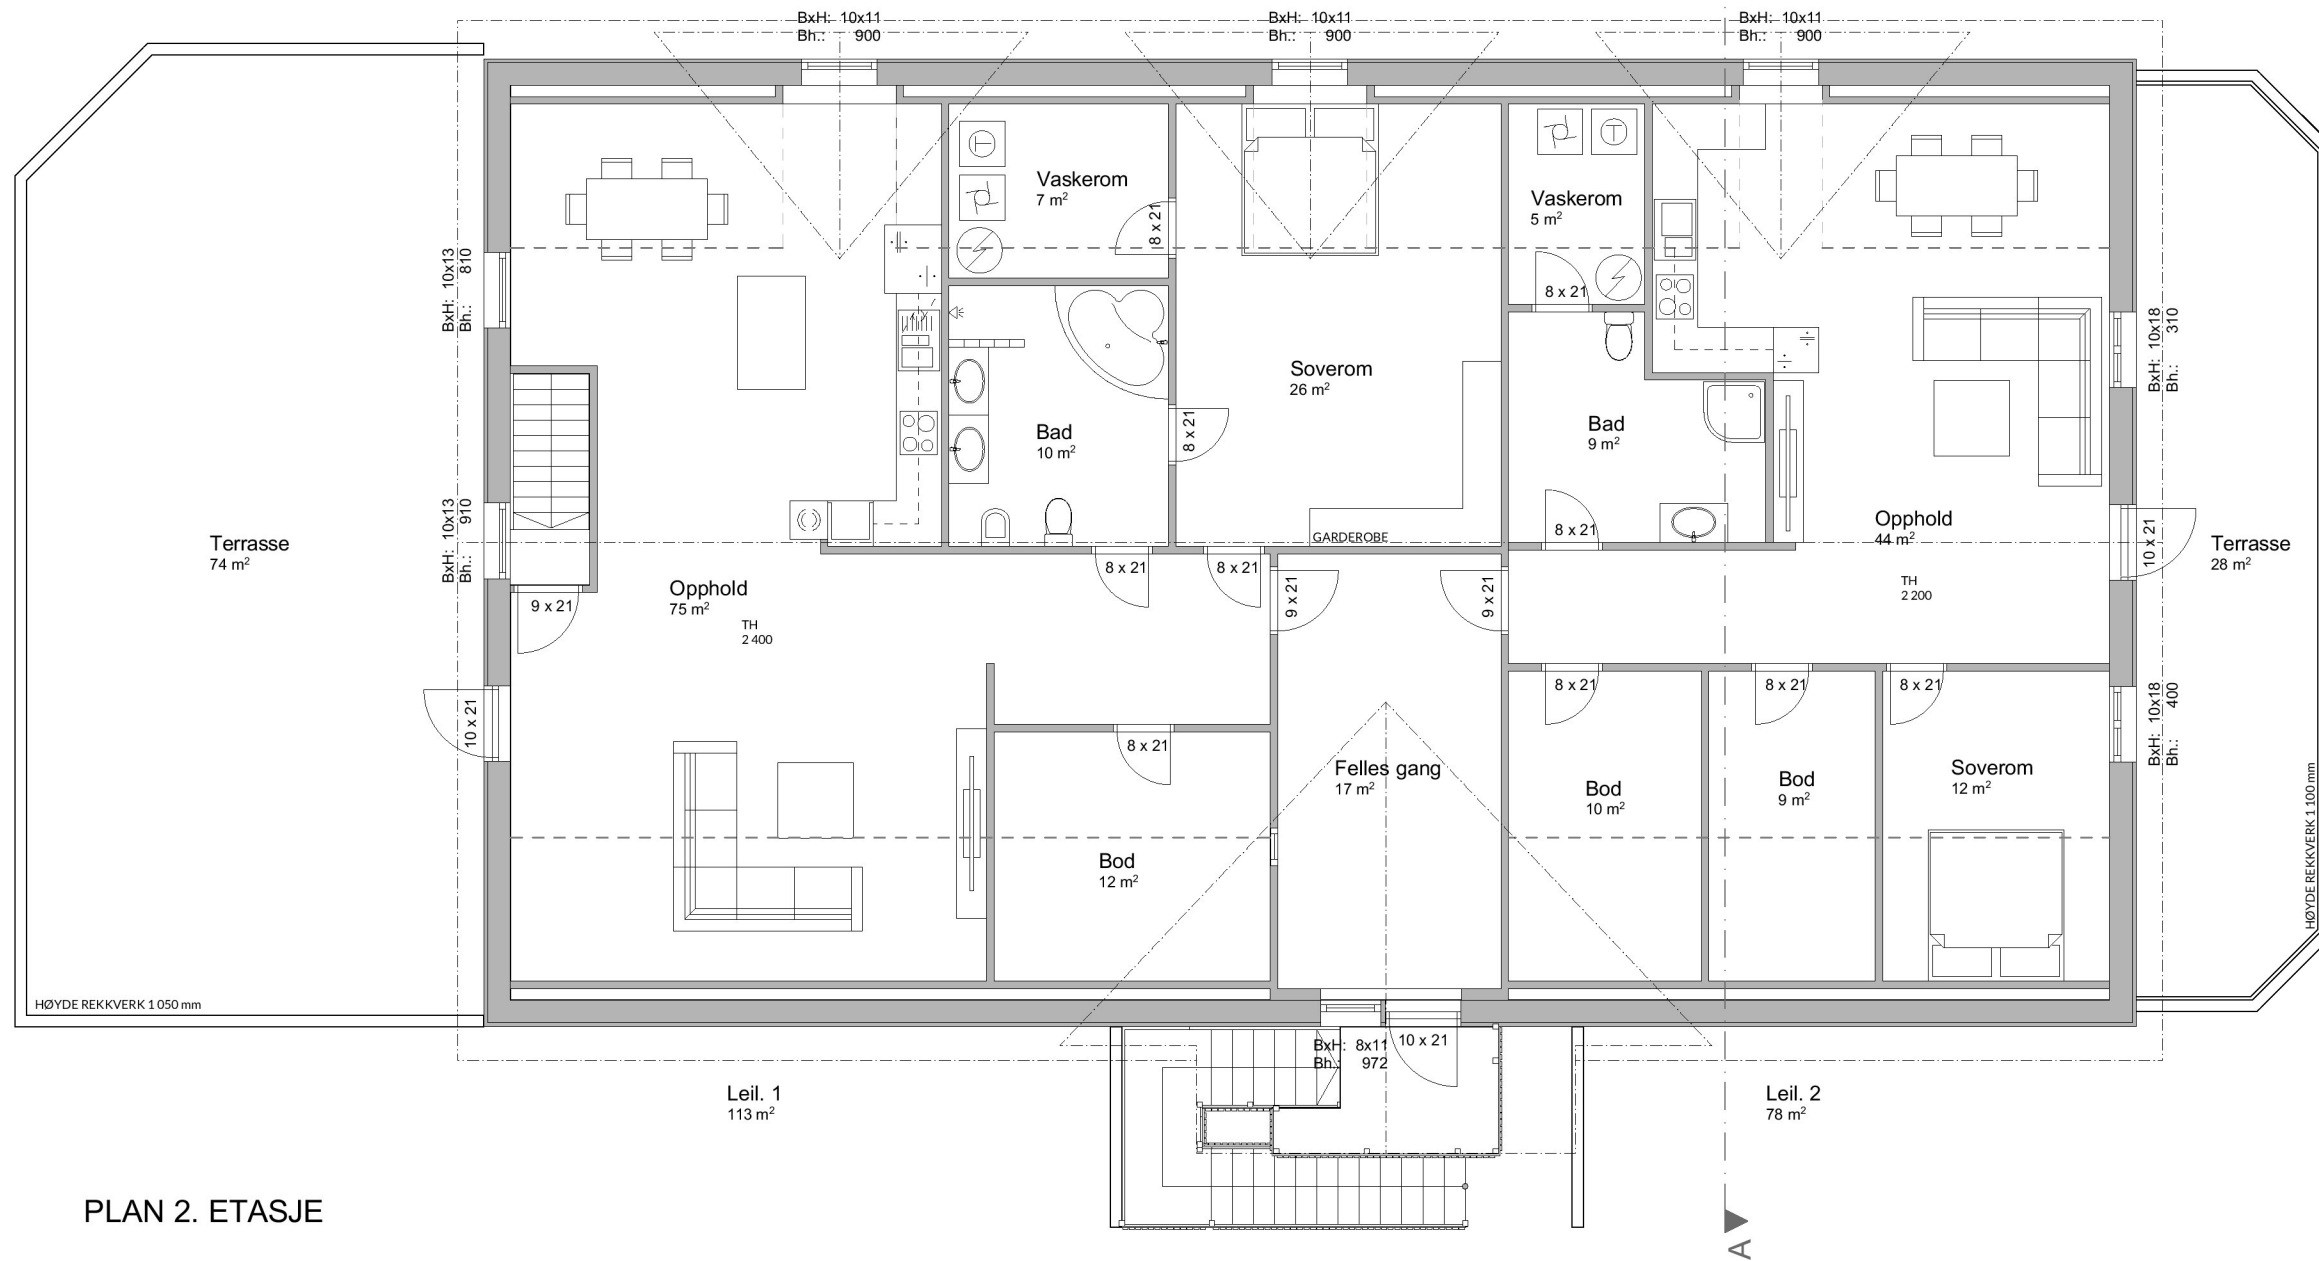 BxH: 10x11
Bh.: 900
BxH: 10x11
Bh.: 900
BxH: 10x11
Bh.: 900
Vaskerom
7 m²
8 x 21
Vaskerom
5 m²
8 x 21
BxH: 10x13
Bh.: 810
BxH: 10x18
Bh.: 310
Soverom
26 m²
8 x 21
Bad
10 m²
Bad
9 m²
8 x 21
BxH: 10x13
Bh.: 910
GARDEROBE
Opphold
44 m²
10 x 21
Terrasse
74 m²
Terrasse
28 m²
8 x 21
8 x 21
9 x 21
9 x 21
9 x 21
Opphold
75 m²
TH
2 400
TH
2 200
10 x 21
8 x 21
8 x 21
8 x 21
8 x 21
BxH: 10x18
Bh.: 400
Felles gang
17 m²
Bod
10 m²
Bod
9 m²
Soverom
12 m²
Bod
12 m²
HØYDE REKKVERK 1 100 mm
HØYDE REKKVERK 1 050 mm
BxH: 8x11
Bh.: 972
10 x 21
Leil. 1
113 m²
Leil. 2
78 m²
PLAN 2. ETASJE
A